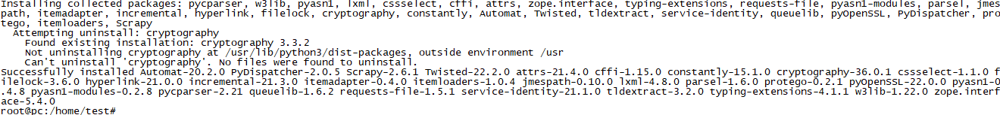 Installing collected packages: pycparser, w3lib, pyasn1, lxml, cssselect, cffi, attrs, zope.interface, typing-extensions, requests-file, pyasn1-modules, parsel, jmes
path, itemadapter, incremental, hyperlink, filelock, cryptography, constantly, Automat, Twisted, tldextract, service-identity, queuelib, pyOpenSSL, PyDispatcher, pro
tego, itemloaders, Scrapy
  Attempting uninstall: cryptography
    Found existing installation: cryptography 3.3.2
    Not uninstalling cryptography at /usr/lib/python3/dist-packages, outside environment /usr
    Can't uninstall 'cryptography'. No files were found to uninstall.
Successfully installed Automat-20.2.0 PyDispatcher-2.0.5 Scrapy-2.6.1 Twisted-22.2.0 attrs-21.4.0 cffi-1.15.0 constantly-15.1.0 cryptography-36.0.1 cssselect-1.1.0 f
ilelock-3.6.0 hyperlink-21.0.0 incremental-21.3.0 itemadapter-0.4.0 itemloaders-1.0.4 jmespath-0.10.0 lxml-4.8.0 parsel-1.6.0 protego-0.2.1 pyOpenSSL-22.0.0 pyasn1-0
.4.8 pyasn1-modules-0.2.8 pycparser-2.21 queuelib-1.6.2 requests-file-1.5.1 service-identity-21.1.0 tldextract-3.2.0 typing-extensions-4.1.1 w3lib-1.22.0 zope.interf
ace-5.4.0
root@pc:/home/test#